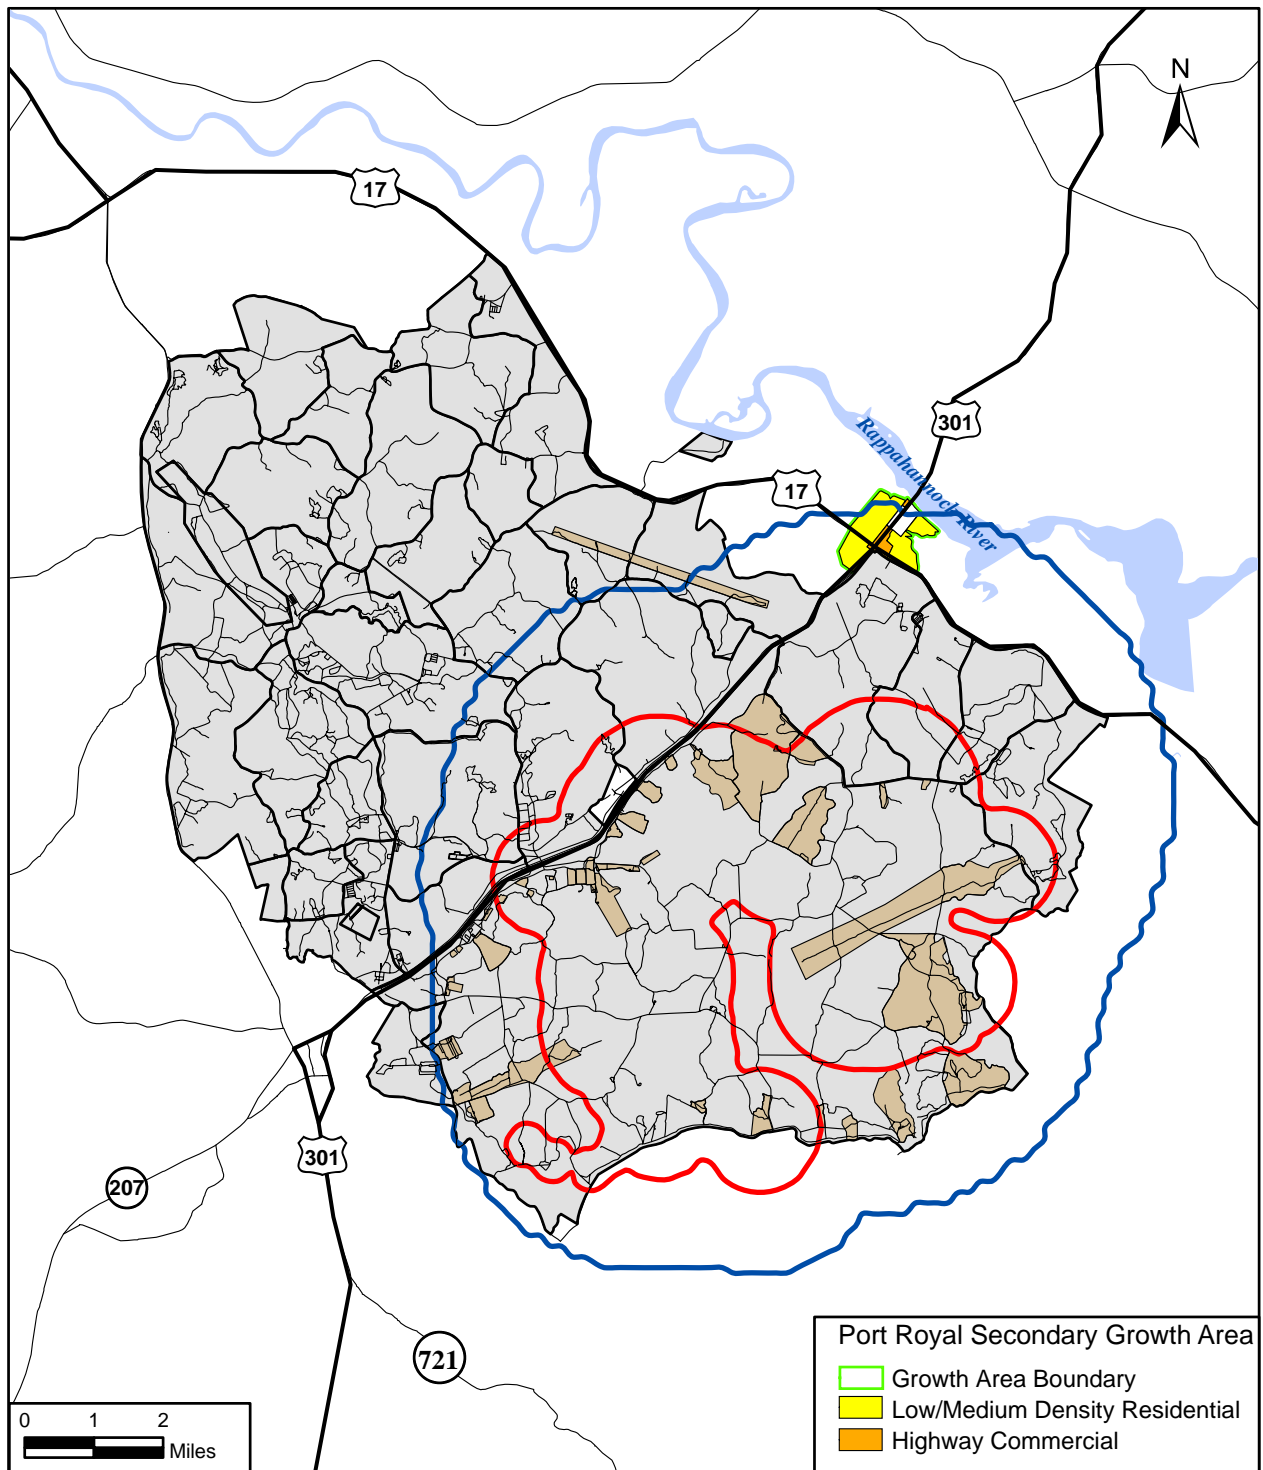 N
17
301
17
Rappahannock River
301
207
721
Port Royal Secondary Growth Area
Growth Area Boundary
Low/Medium Density Residential
Highway Commercial
0 1 2
Miles